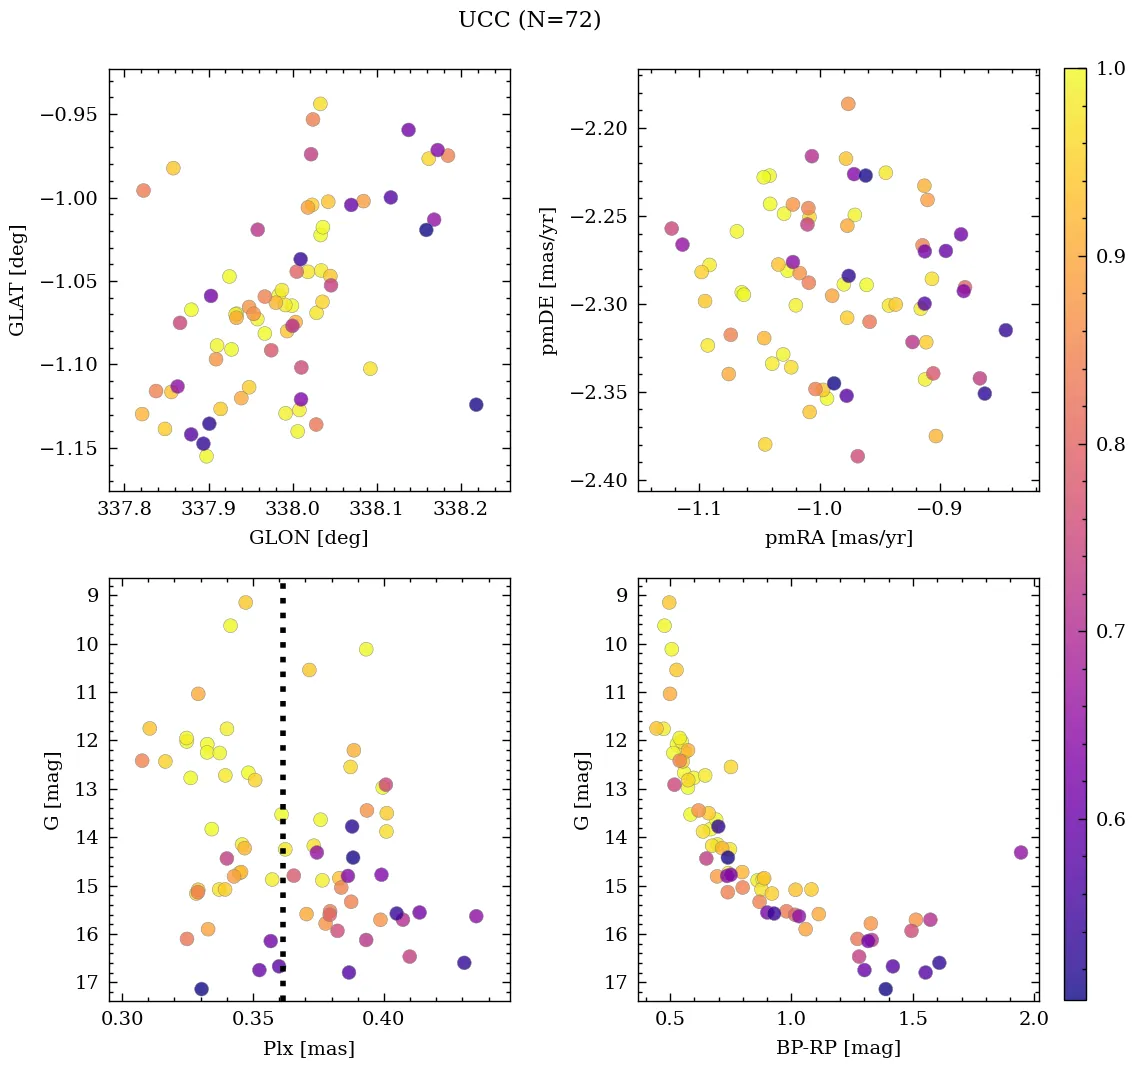 UCC (N=72)
−0.95
−1.00
−1.05
−1.10
−1.15
GLAT [deg]
337.8 337.9 338.0 338.1 338.2
GLON [deg]
−2.20
−2.25
−2.30
−2.35
−2.40
pmDE [mas/yr]
−1.1 −1.0 −0.9
pmRA [mas/yr]
9
10
11
12
13
14
15
16
17
G [mag]
0.30 0.35 0.40
Plx [mas]
9
10
11
12
13
14
15
16
17
G [mag]
0.5 1.0 1.5 2.0
BP-RP [mag]
1.0
0.9
0.8
0.7
0.6